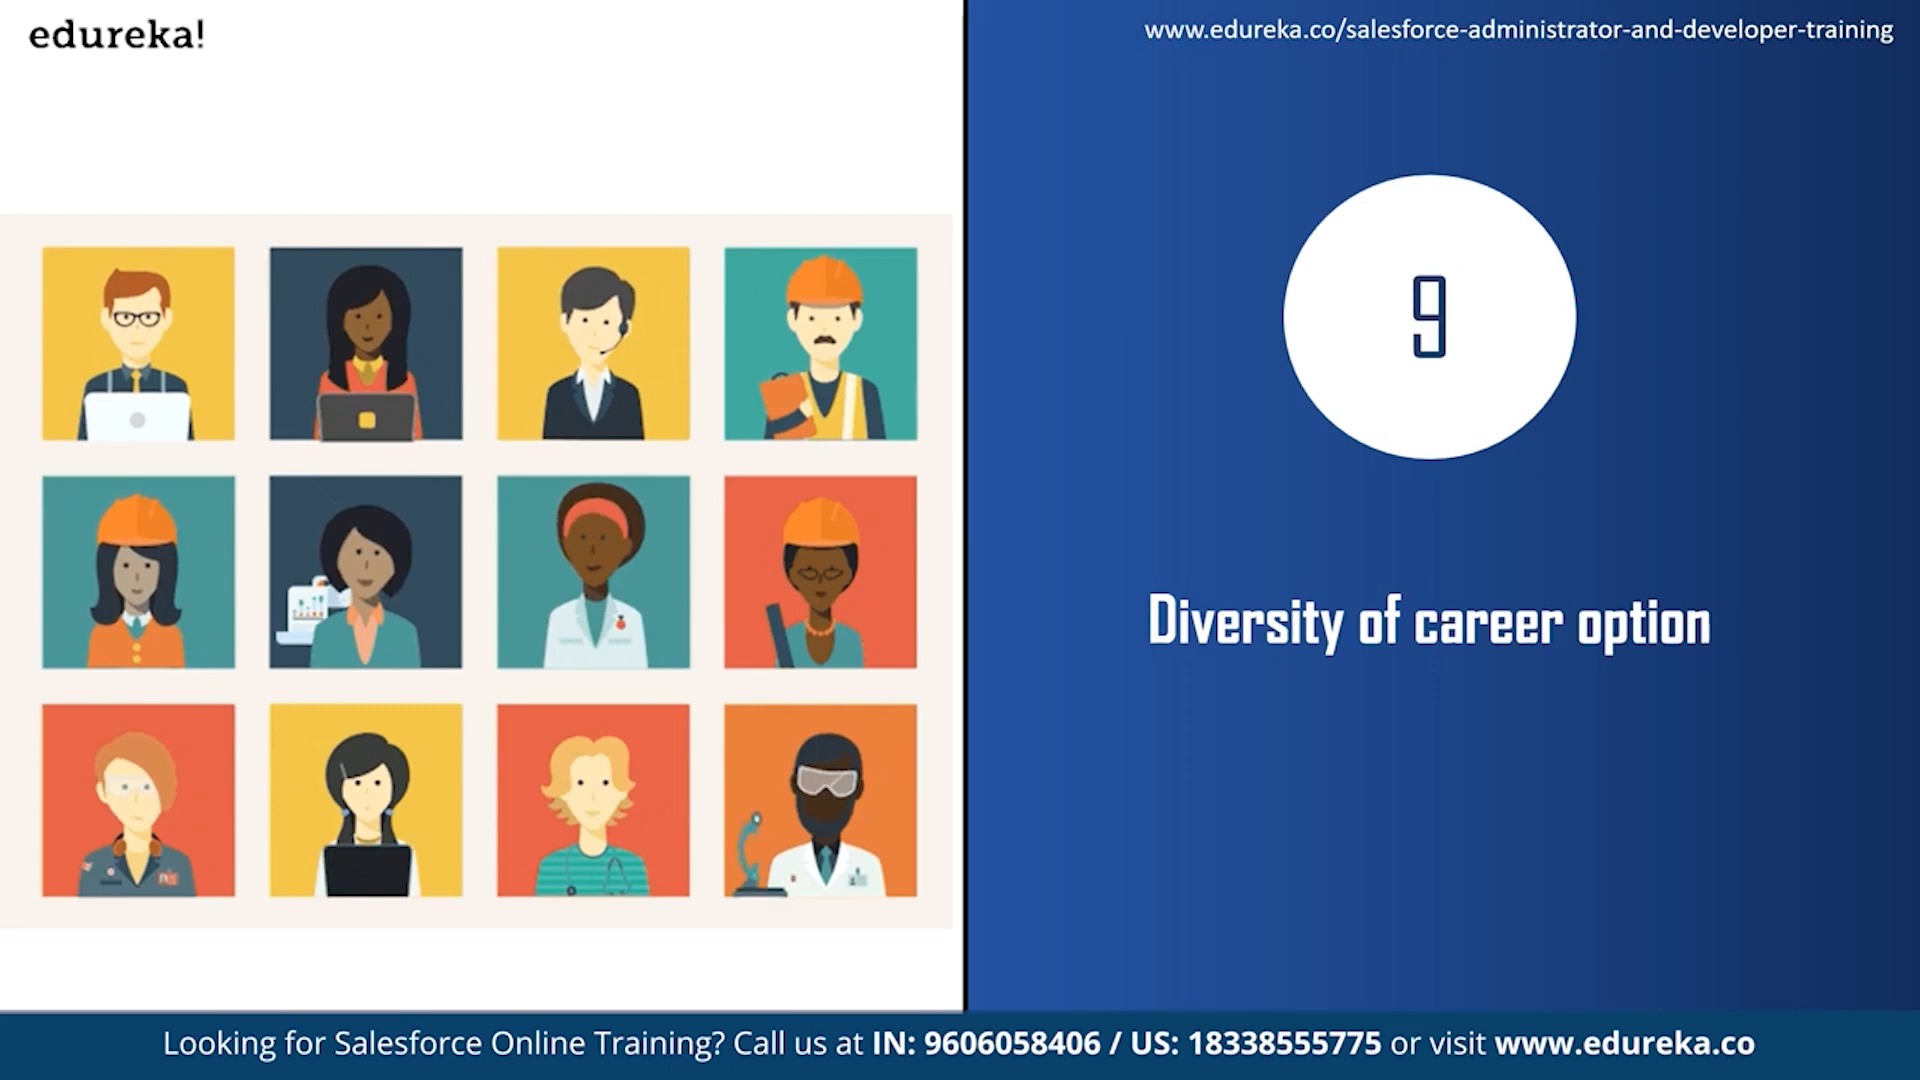 edureka!
www.edureka.co/salesforce-administrator-and-developer-training
9
Diversity of career option
Looking for Salesforce Online Training? Call us at IN: 9606058406 / US: 18338555775 or visit www.edureka.co